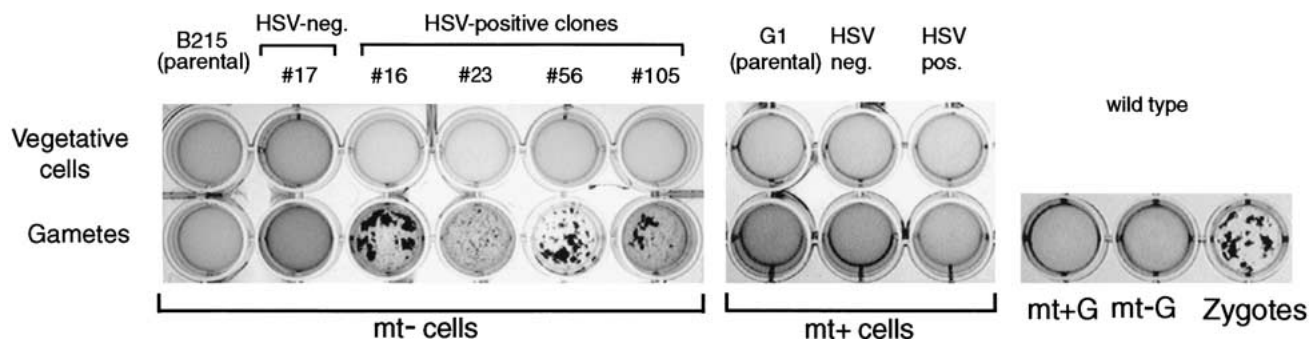 B215
(parental)
HSV-neg.
#17
HSV-positive clones
#16 #23 #56 #105
G1
(parental)
HSV
neg.
HSV
pos.
wild type
Vegetative
cells
Gametes
mt- cells
mt+ cells
mt+G mt-G Zygotes